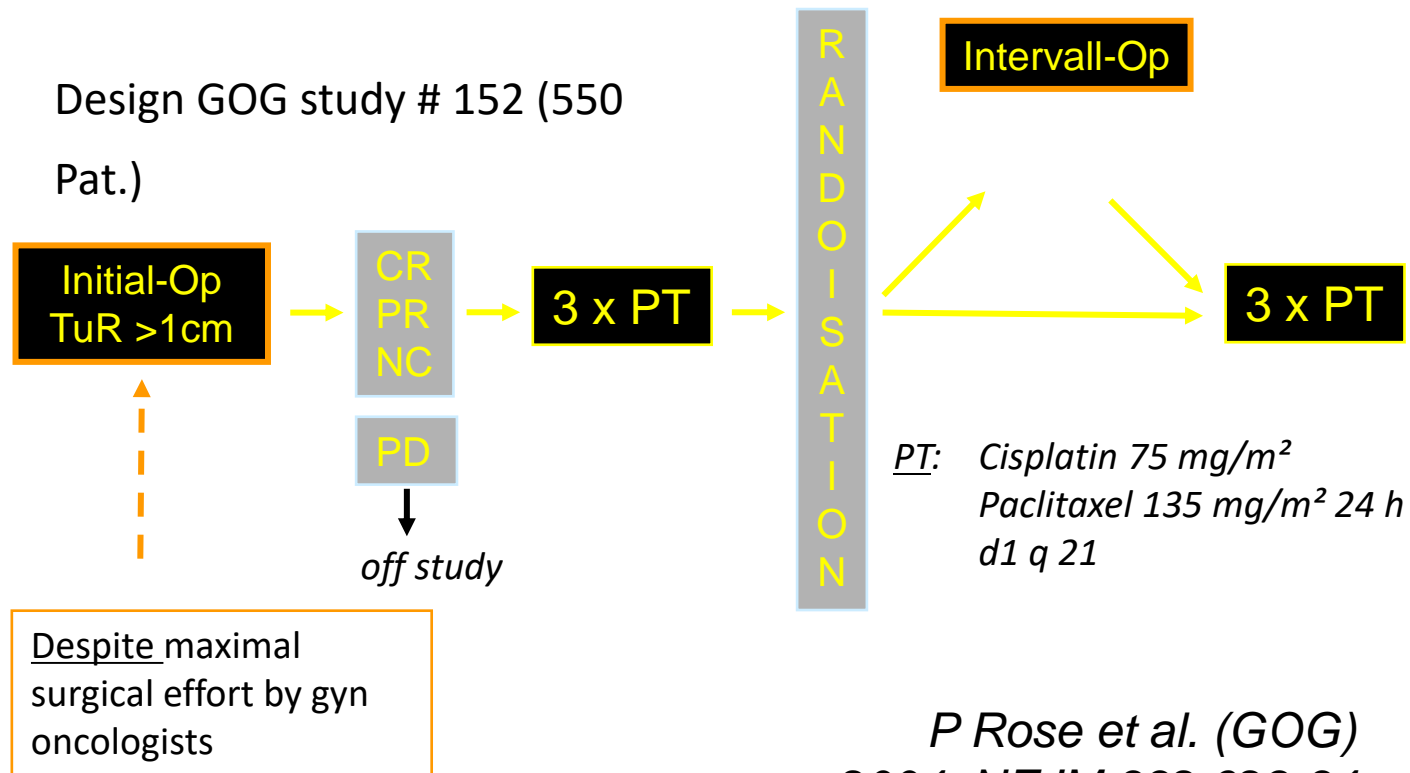 Design GOG study # 152 (550
Pat.)
Initial-Op
TuR >1cm
CR
PR
NC
PD
off study
3 x PT
R
A
N
D
O
I
S
A
T
I
O
N
Intervall-Op
3 x PT
PT: Cisplatin 75 mg/m²
Paclitaxel 135 mg/m² 24 h
d1 q 21
Despite maximal
surgical effort by gyn
oncologists
P Rose et al. (GOG)